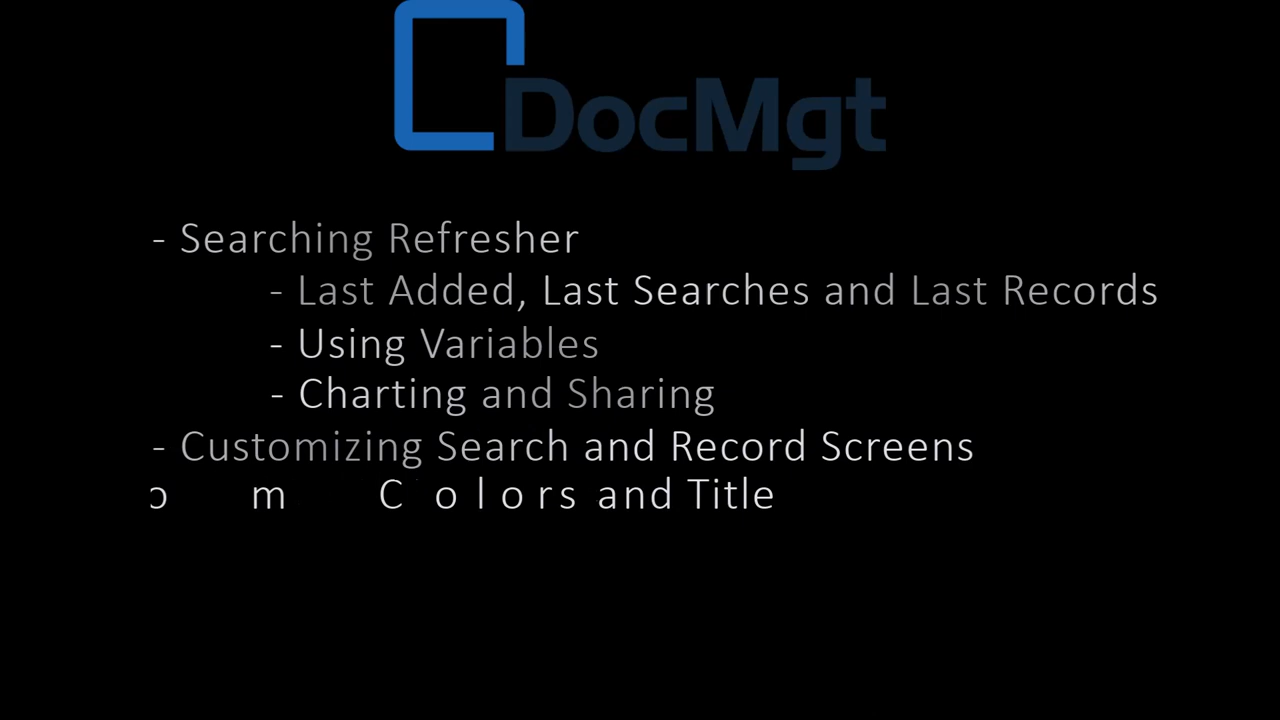 DocMgt
- Searching Refresher
- Last Added, Last Searches and Last Records
- Using Variables
- Charting and Sharing
- Customizing Search and Record Screens
Colors and Title